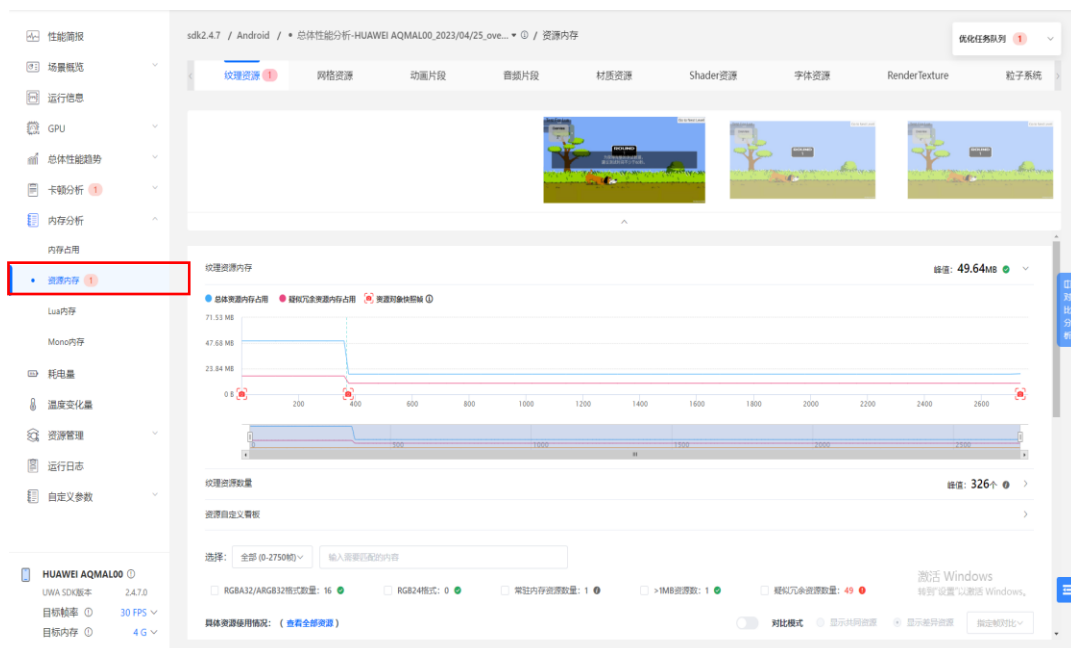 性能简报
场景概览
运行信息
GPU
总体性能趋势
卡顿分析 1
内存分析
内存占用
资源内存 1
Lua内存
Mono内存
耗电量
温度变化量
资源管理
运行日志
自定义参数
HUAWEI AQMAL00
UWA SDK版本 2.4.7.0
目标帧率 30 FPS
目标内存 4 G
sdk2.4.7 / Android / • 总体性能分析-HUAWEI AQMAL00_2023/04/25_ove... / 资源内存
优化任务队列 1
纹理资源 1 网格资源 动画片段 音频片段 材质资源 Shader资源 字体资源 RenderTexture 粒子系统
纹理资源内存 峰值: 49.64MB
总体资源内存占用 疑似冗余资源内存占用 资源对象快照帧
71.53 MB
47.68 MB
23.84 MB
0 B
200 400 600 800 1000 1200 1400 1600 1800 2000 2200 2400 2600
0 500 1000 1500 2000 2500
纹理资源数量 峰值: 326个
资源自定义看板
选择: 全部 (0-2750帧) 输入需要匹配的内容
RGBA32/ARGB32格式数量: 16 RGB24格式: 0 常驻内存资源数量: 1 >1MB资源数: 1 疑似冗余资源数量: 49
具体资源使用情况: ( 查看全部资源 ) 对比模式 显示共同资源 显示差异资源 指定帧对比
对比分析
激活 Windows
转到"设置"以激活 Windows。